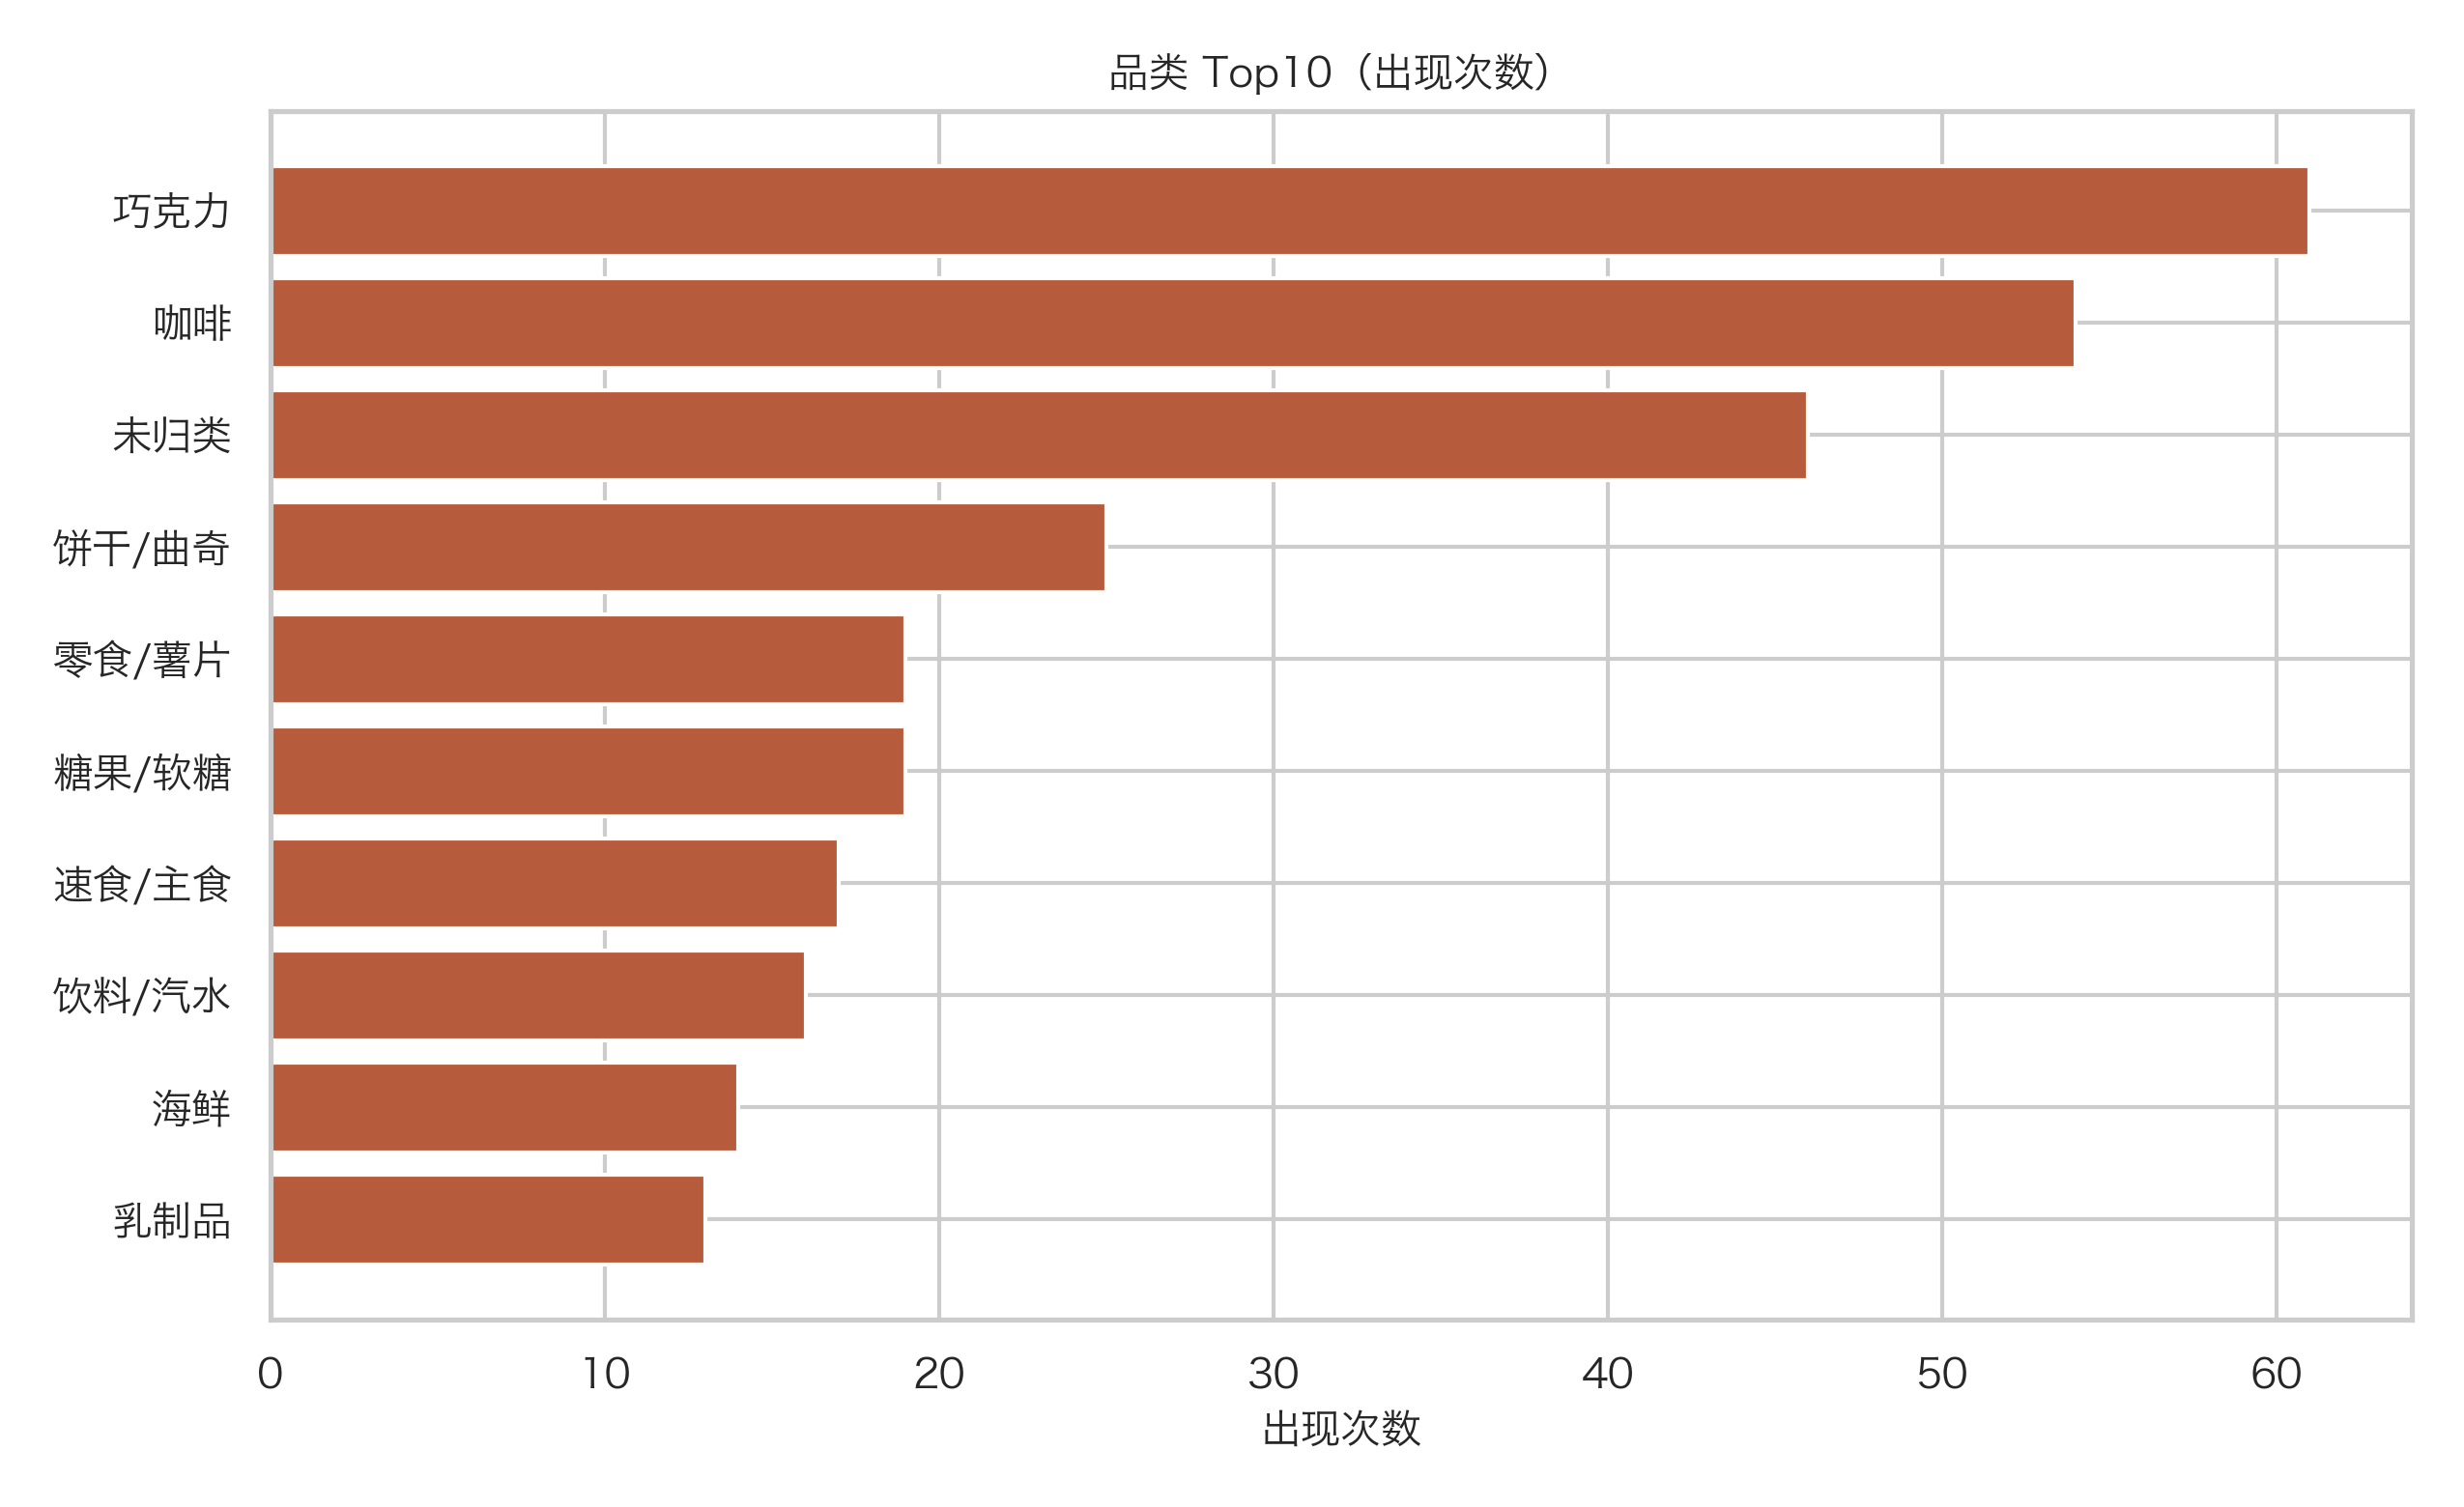 品类 Top10（出现次数）
巧克力
咖啡
未归类
饼干/曲奇
零食/薯片
糖果/软糖
速食/主食
饮料/汽水
海鲜
乳制品
0 10 20 30 40 50 60
出现次数